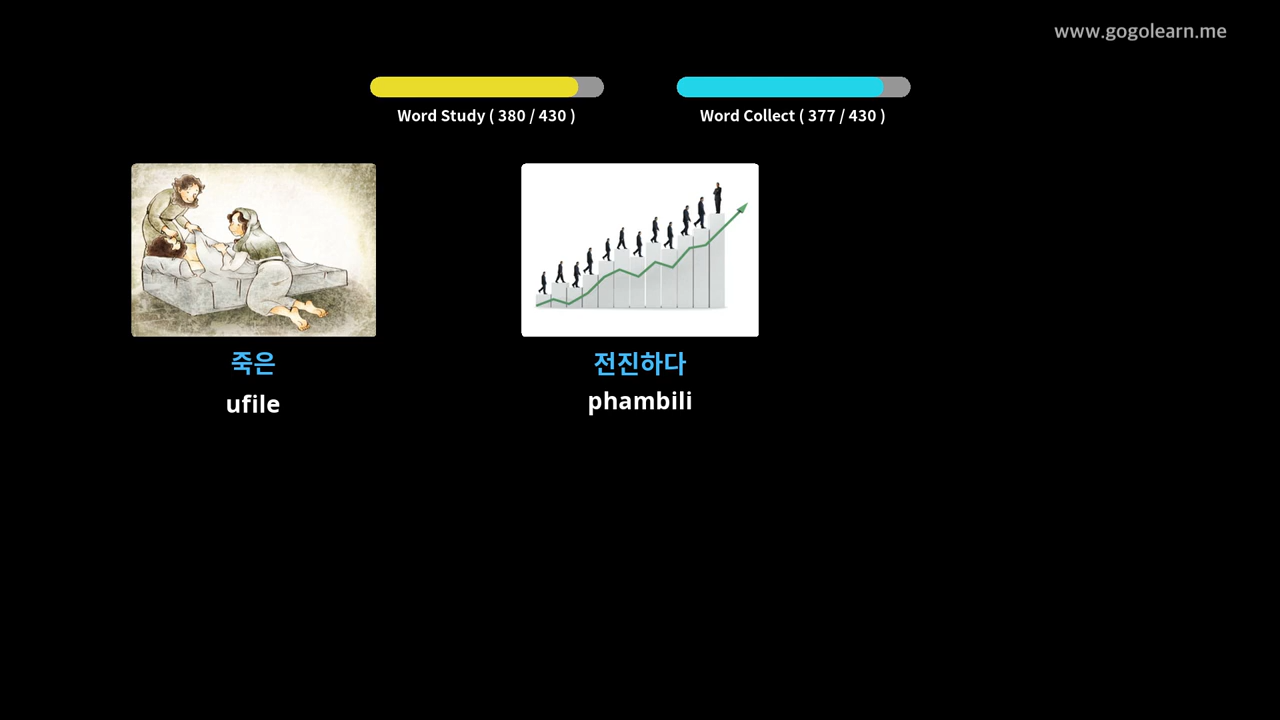 www.gogolearn.me
Word Study ( 380 / 430 )
Word Collect ( 377 / 430 )
죽은
ufile
전진하다
phambili